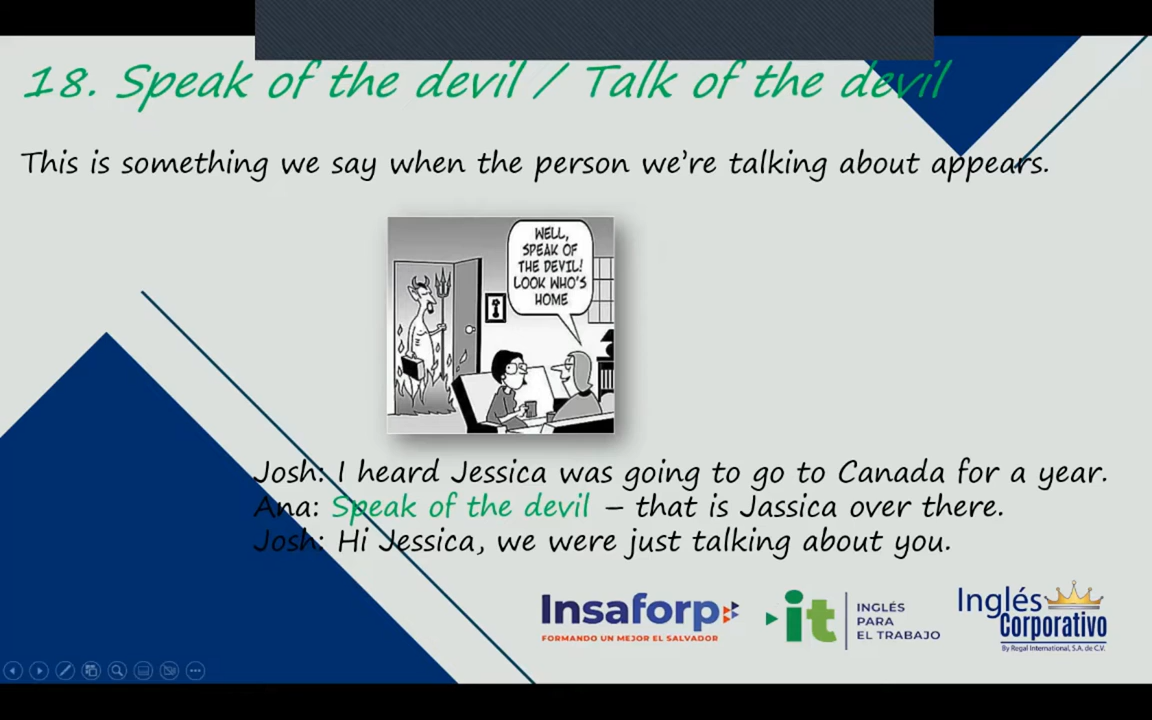 18. Speak of the devil / Talk of the devil
This is something we say when the person we're talking about appears.
WELL,
SPEAK OF
THE DEVIL!
LOOK WHO'S
HOME
Josh: I heard Jessica was going to go to Canada for a year.
Ana: Speak of the devil – that is Jassica over there.
Josh: Hi Jessica, we were just talking about you.
Insaforp
FORMANDO UN MEJOR EL SALVADOR
it
INGLÉS
PARA
EL TRABAJO
Inglés
Corporativo
By Regal International, S.A. de C.V.